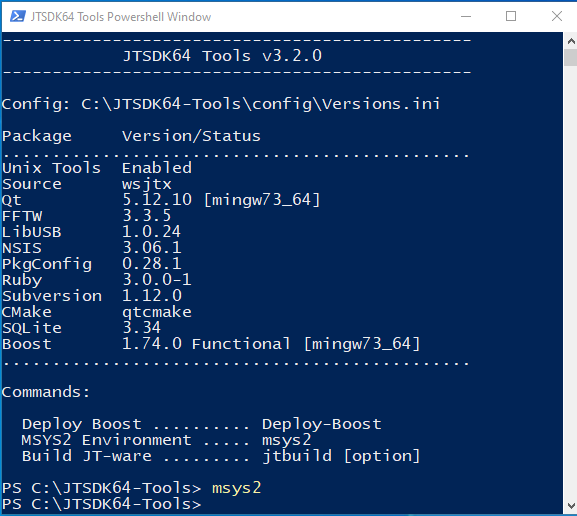 JTSDK64 Tools Powershell Window
-----------------------------------------------
JTSDK64 Tools v3.2.0
-----------------------------------------------
Config: C:\JTSDK64-Tools\config\Versions.ini
Package Version/Status
...............................................
Unix Tools Enabled
Source wsjtx
Qt 5.12.10 [mingw73_64]
FFTW 3.3.5
LibUSB 1.0.24
NSIS 3.06.1
PkgConfig 0.28.1
Ruby 3.0.0-1
Subversion 1.12.0
CMake qtcmake
SQLite 3.34
Boost 1.74.0 Functional [mingw73_64]
...............................................
Commands:
Deploy Boost .......... Deploy-Boost
MSYS2 Environment ..... msys2
Build JT-ware ......... jtbuild [option]
PS C:\JTSDK64-Tools> msys2
PS C:\JTSDK64-Tools>